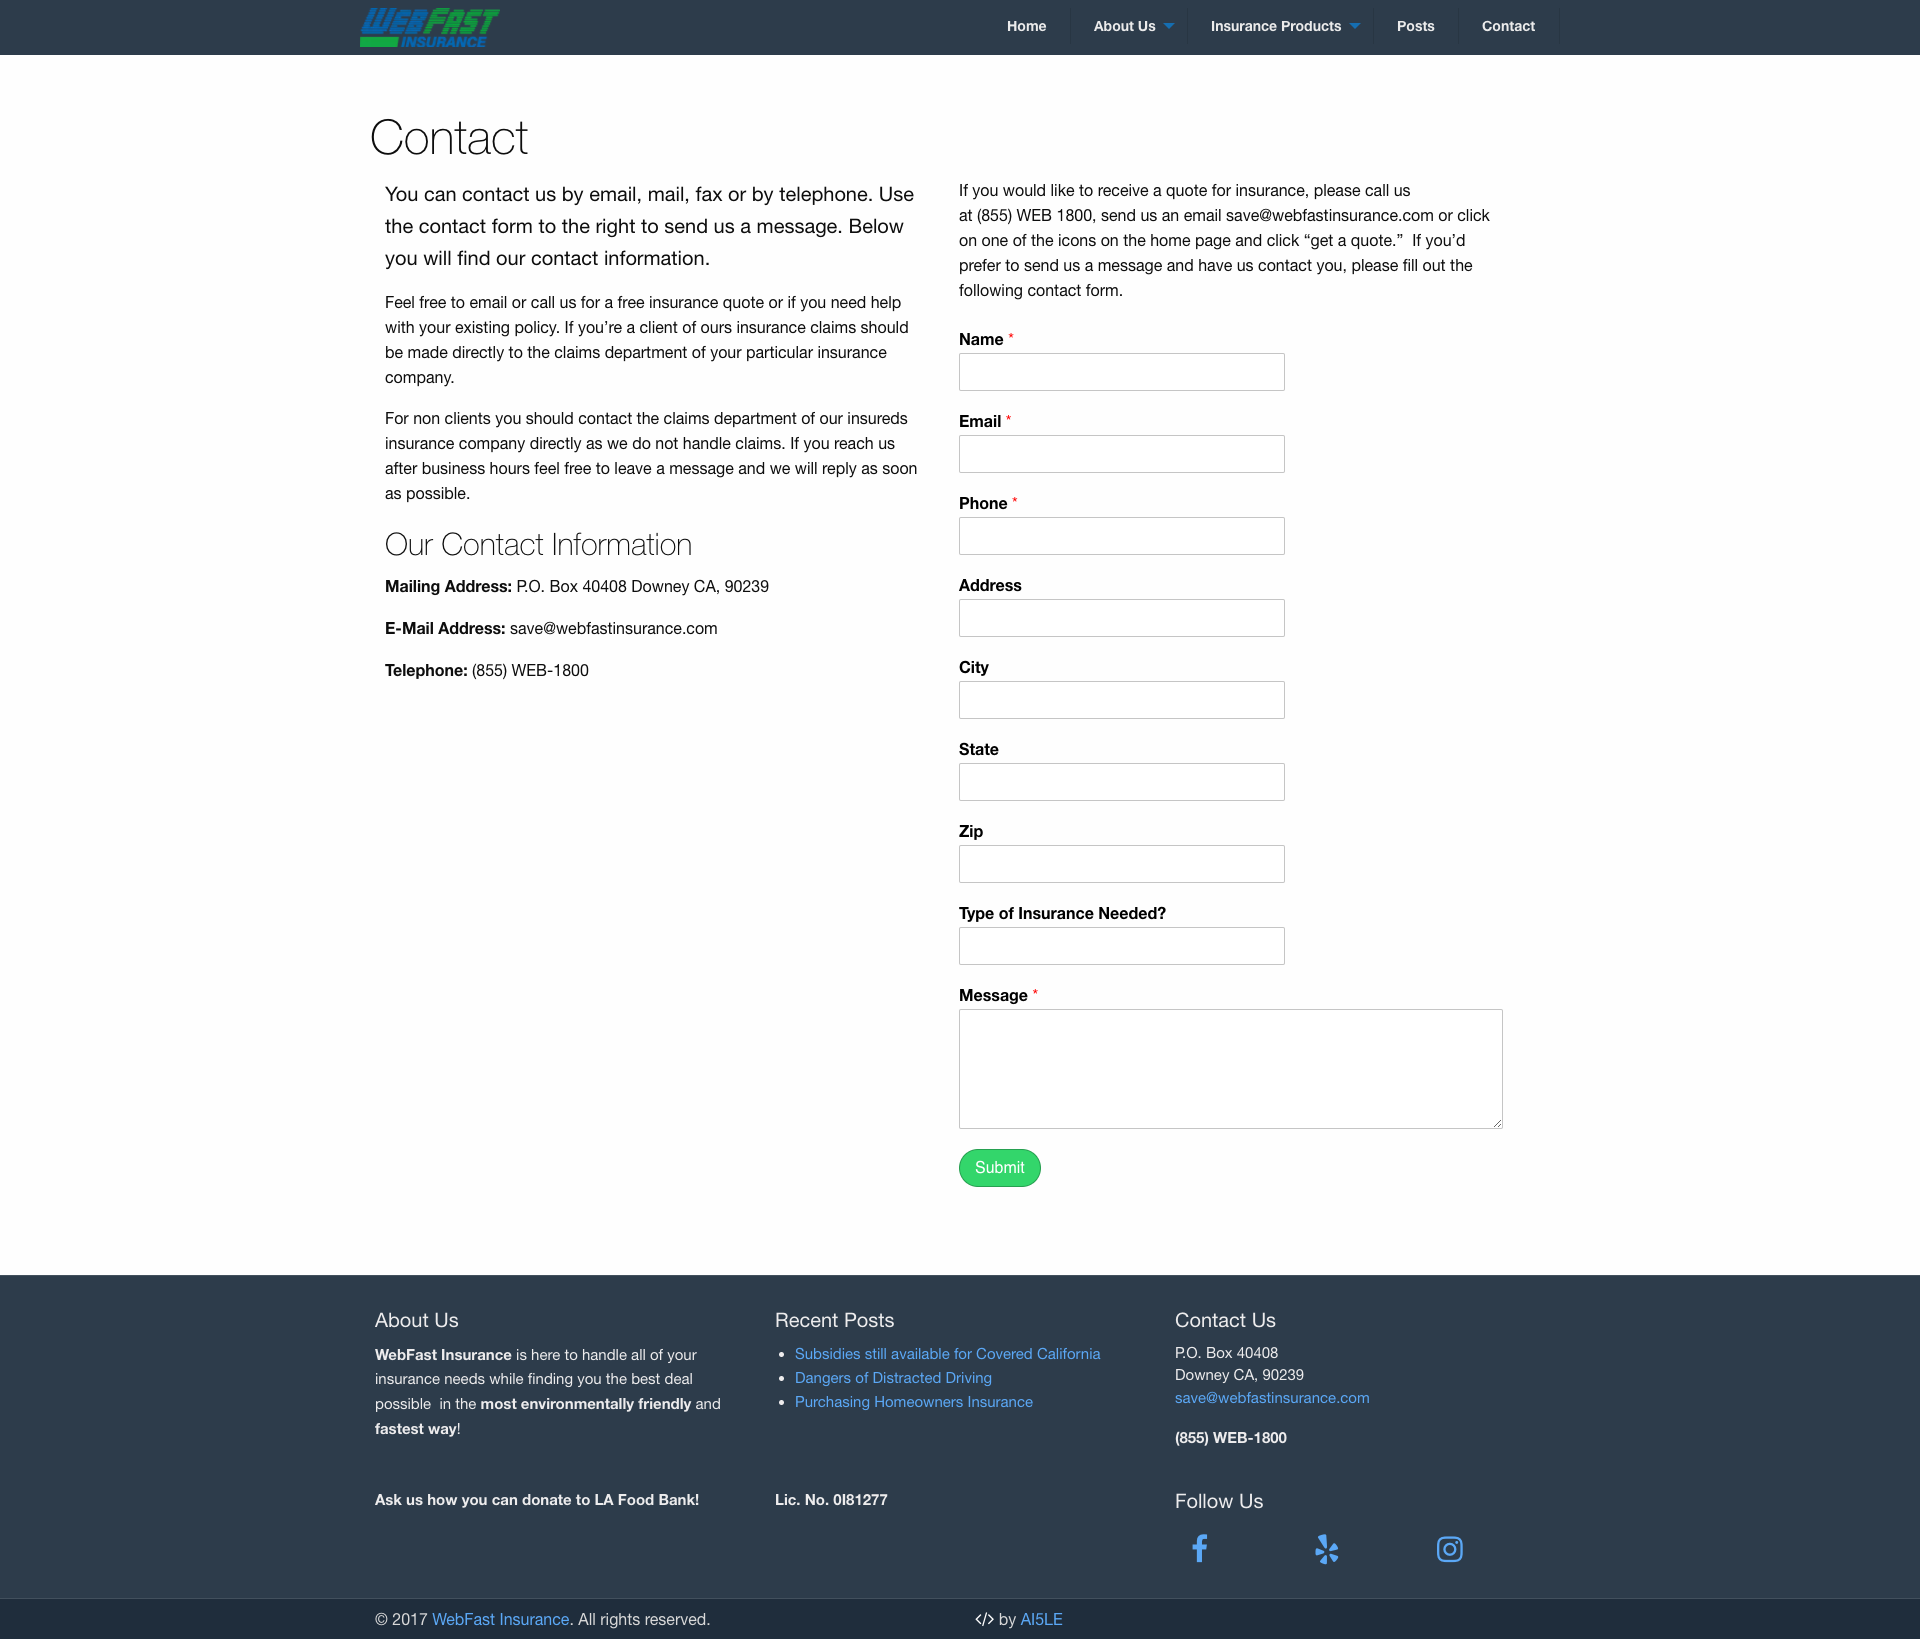 WEBFAST
INSURANCE
Home
About Us
Insurance Products
Posts
Contact
Contact
You can contact us by email, mail, fax or by telephone. Use
the contact form to the right to send us a message. Below
you will find our contact information.
Feel free to email or call us for a free insurance quote or if you need help
with your existing policy. If you’re a client of ours insurance claims should
be made directly to the claims department of your particular insurance
company.
For non clients you should contact the claims department of our insureds
insurance company directly as we do not handle claims. If you reach us
after business hours feel free to leave a message and we will reply as soon
as possible.
Our Contact Information
Mailing Address: P.O. Box 40408 Downey CA, 90239
E-Mail Address: save@webfastinsurance.com
Telephone: (855) WEB-1800
If you would like to receive a quote for insurance, please call us
at (855) WEB 1800, send us an email save@webfastinsurance.com or click
on one of the icons on the home page and click “get a quote.”  If you’d
prefer to send us a message and have us contact you, please fill out the
following contact form.
Name *
Email *
Phone *
Address
City
State
Zip
Type of Insurance Needed?
Message *
Submit
About Us
WebFast Insurance is here to handle all of your
insurance needs while finding you the best deal
possible  in the most environmentally friendly and
fastest way!
Ask us how you can donate to LA Food Bank!
Recent Posts
Subsidies still available for Covered California
Dangers of Distracted Driving
Purchasing Homeowners Insurance
Lic. No. 0I81277
Contact Us
P.O. Box 40408
Downey CA, 90239
save@webfastinsurance.com
(855) WEB-1800
Follow Us
© 2017 WebFast Insurance. All rights reserved.
</> by AI5LE